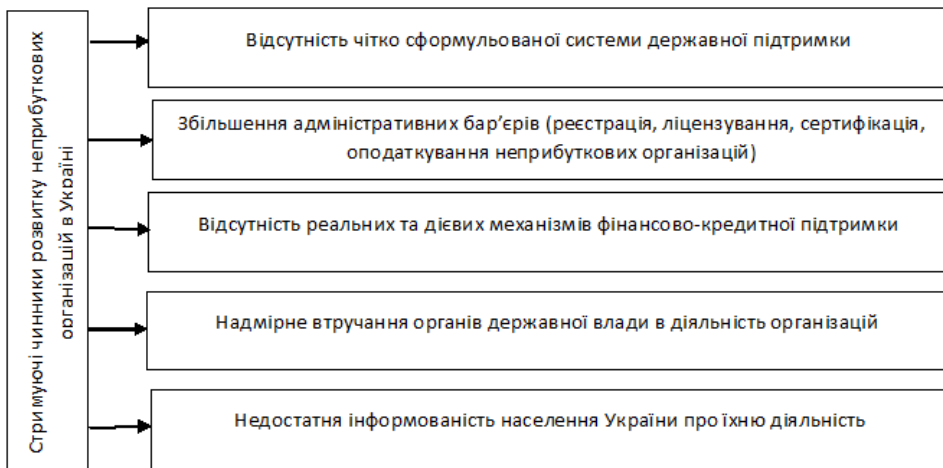 Стримуючі чинники розвитку неприбуткових
організацій в Україні
Відсутність чітко сформульованої системи державної підтримки
Збільшення адміністративних бар’єрів (реєстрація, ліцензування, сертифікація,
оподаткування неприбуткових організацій)
Відсутність реальних та дієвих механізмів фінансово-кредитної підтримки
Надмірне втручання органів державної влади в діяльність організацій
Недостатня інформованість населення України про їхню діяльність